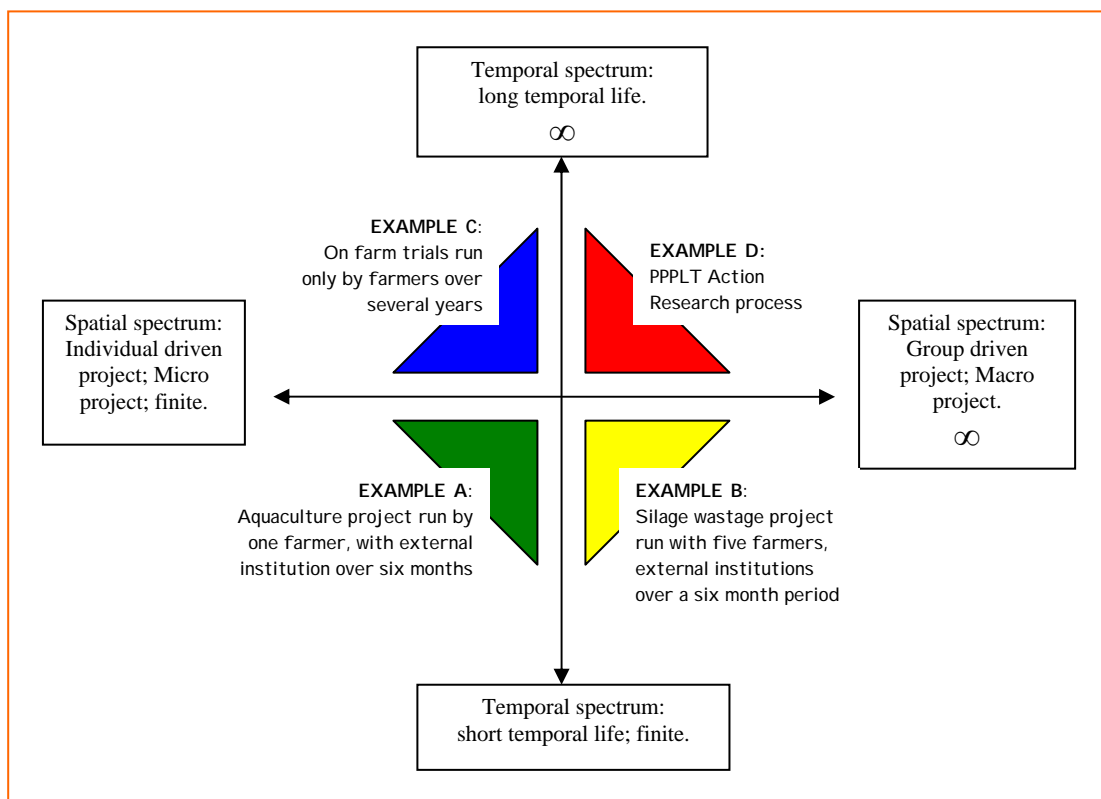 Temporal spectrum:
long temporal life.
∞
EXAMPLE C:
On farm trials run
only by farmers over
several years
EXAMPLE D:
PPPLT Action
Research process
Spatial spectrum:
Individual driven
project; Micro
project; finite.
Spatial spectrum:
Group driven
project; Macro
project.
∞
EXAMPLE A:
Aquaculture project run by
one farmer, with external
institution over six months
EXAMPLE B:
Silage wastage project
run with five farmers,
external institutions
over a six month period
Temporal spectrum:
short temporal life; finite.